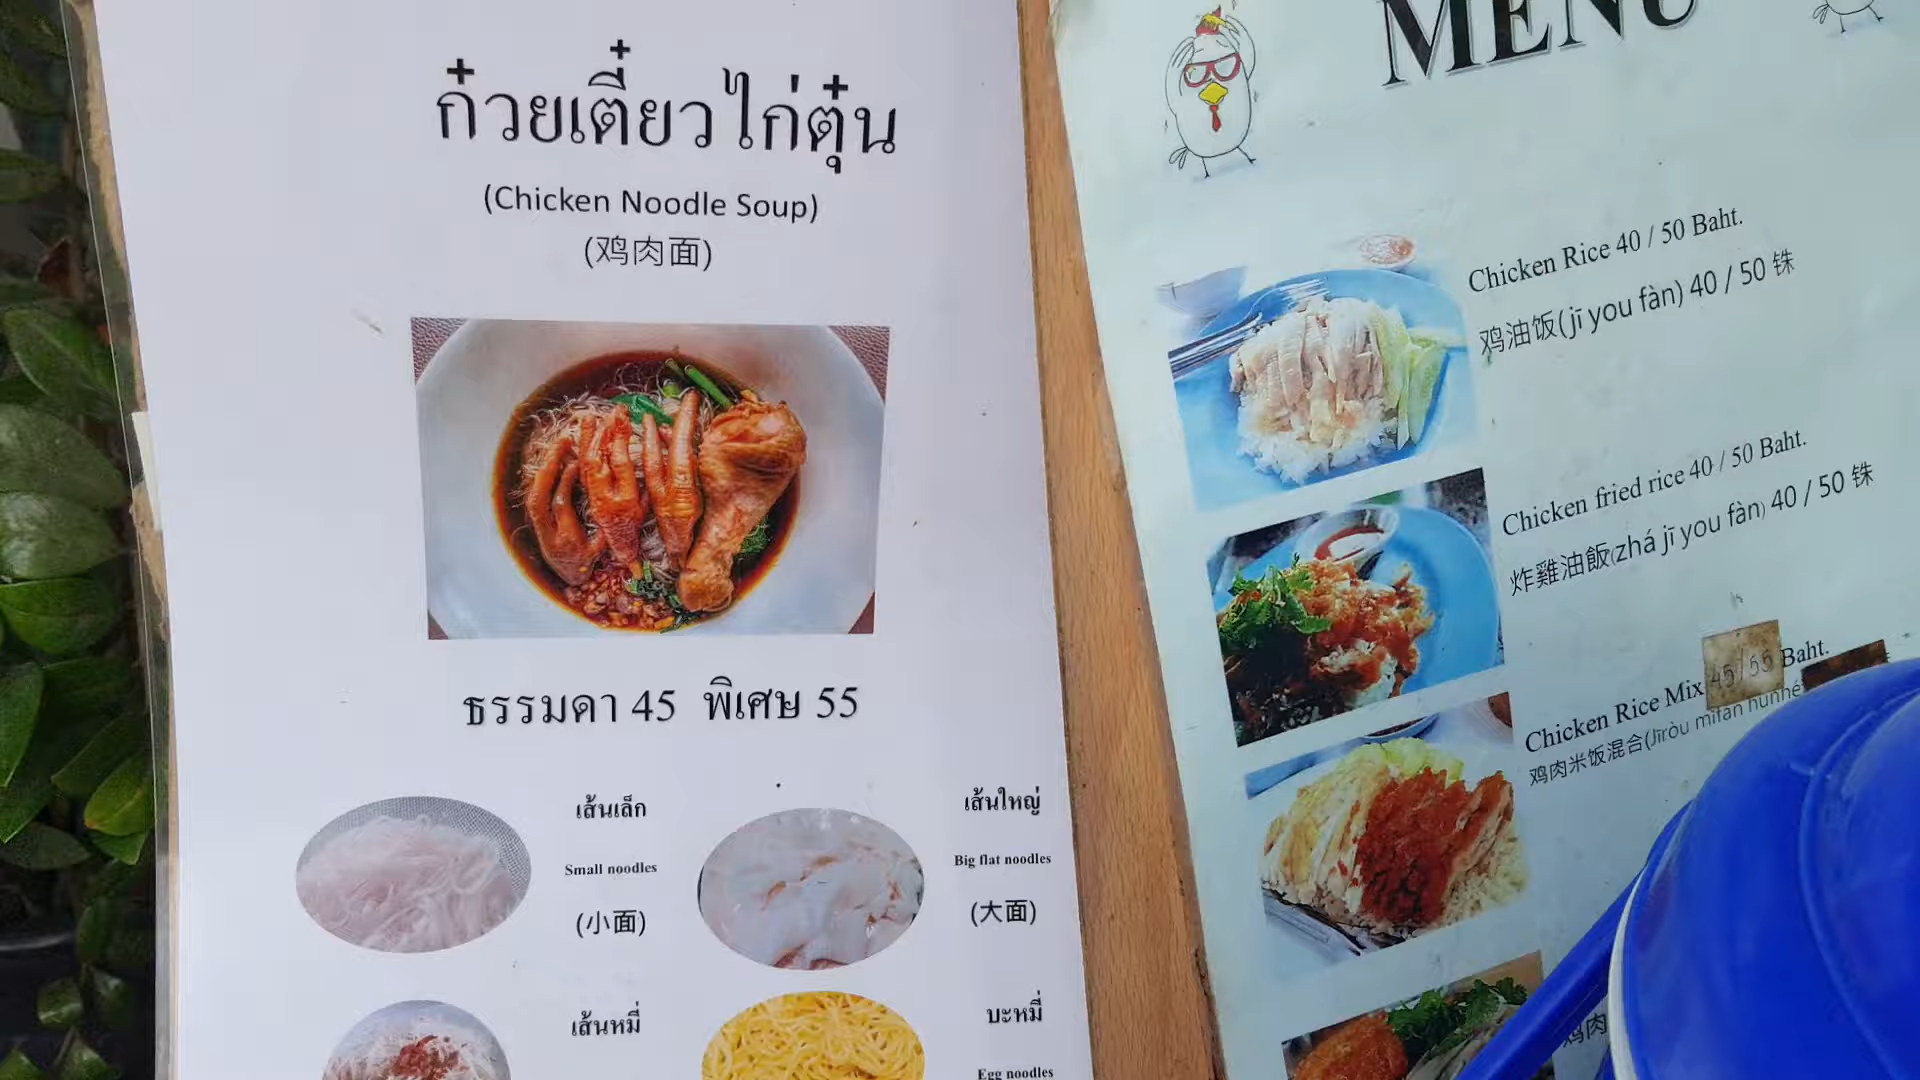 ก๋วยเตี๋ยวไก่ตุ๋น
(Chicken Noodle Soup)
(鸡肉面)
ธรรมดา 45 พิเศษ 55
เส้นเล็ก
Small noodles
(小面)
เส้นใหญ่
Big flat noodles
(大面)
เส้นหมี่
บะหมี่
Egg noodles
MENU
Chicken Rice 40 / 50 Baht.
鸡油饭(jī you fàn) 40 / 50 铢
Chicken fried rice 40 / 50 Baht.
炸雞油飯(zhá jī you fàn) 40 / 50 铢
Chicken Rice Mix 45/55 Baht.
鸡肉米饭混合(Jīròu mǐfàn hùnhé
鸡肉